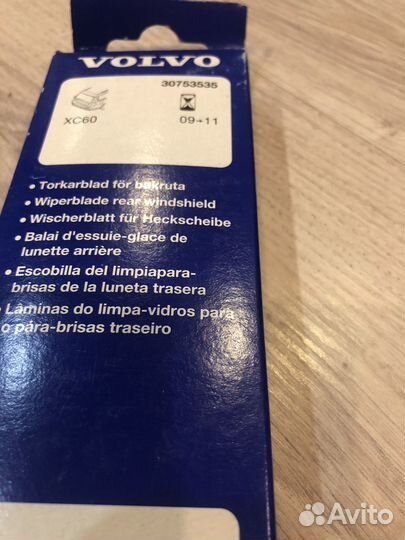 VOLVO
30753535
XC60
09→11
• Torkarblad för bakruta
• Wiperblade rear windshield
• Wischerblatt für Heckscheibe
• Balai d'essuie-glace de
lunette arrière
• Escobilla del limpiapara-
brisas de la luneta trasera
• Láminas do limpa-vidros para
o pára-brisas traseiro
Avito